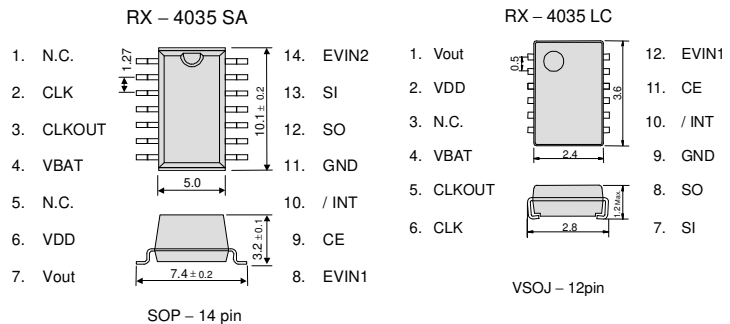 RX – 4035 SA
1. N.C.
2. CLK
3. CLKOUT
4. VBAT
5. N.C.
6. VDD
7. Vout
1.27
10.1 ± 0.2
5.0
3.2 ± 0.1
7.4 ± 0.2
14. EVIN2
13. SI
12. SO
11. GND
10. / INT
9. CE
8. EVIN1
SOP – 14 pin
RX – 4035 LC
1. Vout
2. VDD
3. N.C.
4. VBAT
5. CLKOUT
6. CLK
0.5
3.6
2.4
1.2 Max.
2.8
12. EVIN1
11. CE
10. / INT
9. GND
8. SO
7. SI
VSOJ – 12pin